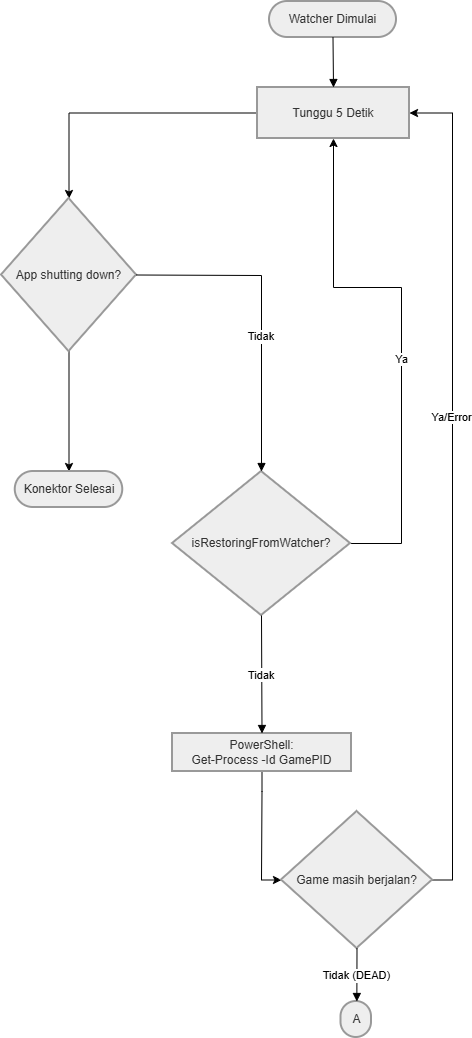 Watcher Dimulai
Tunggu 5 Detik
App shutting down?
Tidak
Ya
Ya/Error
Konektor Selesai
isRestoringFromWatcher?
Tidak
PowerShell:
Get-Process -Id GamePID
Game masih berjalan?
Tidak (DEAD)
A